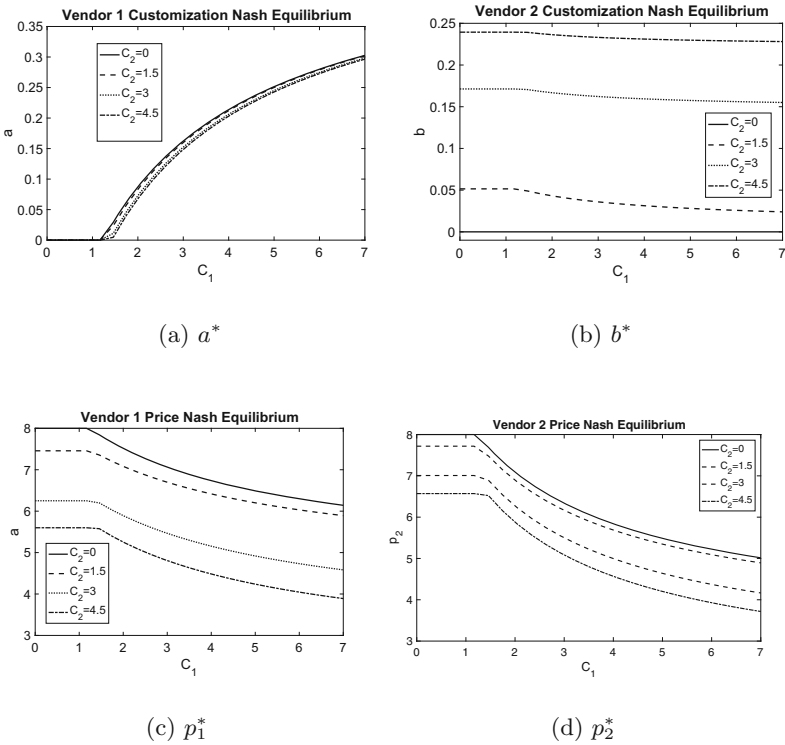 Vendor 1 Customization Nash Equilibrium
C2=0
C2=1.5
C2=3
C2=4.5
a
0.35
0.3
0.25
0.2
0.15
0.1
0.05
0
0 1 2 3 4 5 6 7
C1
(a) a*
Vendor 2 Customization Nash Equilibrium
C2=0
C2=1.5
C2=3
C2=4.5
b
0.25
0.2
0.15
0.1
0.05
0
0 1 2 3 4 5 6 7
C1
(b) b*
Vendor 1 Price Nash Equilibrium
C2=0
C2=1.5
C2=3
C2=4.5
a
8
7
6
5
4
3
0 1 2 3 4 5 6 7
C1
(c) p1*
Vendor 2 Price Nash Equilibrium
C2=0
C2=1.5
C2=3
C2=4.5
p2
8
7
6
5
4
3
0 1 2 3 4 5 6 7
C1
(d) p2*